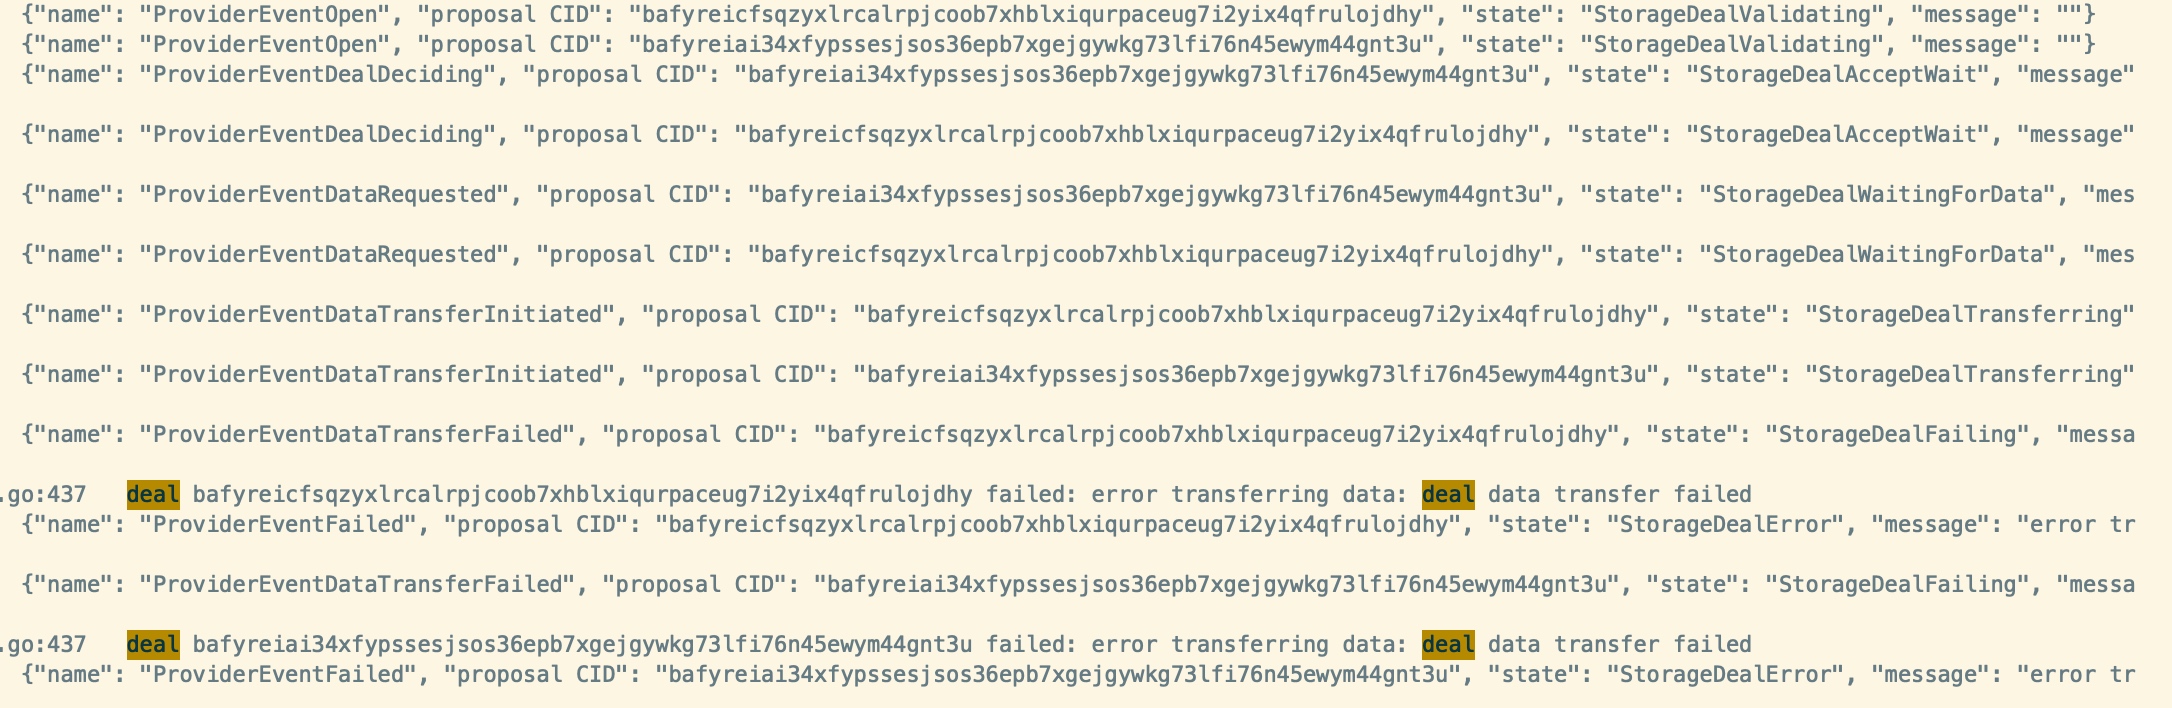 {"name": "ProviderEventOpen", "proposal CID": "bafyreicfsqzyxlrcalrpjcoob7xhblxiqurpaceug7i2yix4qfrulojdhy", "state": "StorageDealValidating", "message": ""}
{"name": "ProviderEventOpen", "proposal CID": "bafyreiai34xfypssesjsos36epb7xgejgywkg73lfi76n45ewym44gnt3u", "state": "StorageDealValidating", "message": ""}
{"name": "ProviderEventDealDeciding", "proposal CID": "bafyreiai34xfypssesjsos36epb7xgejgywkg73lfi76n45ewym44gnt3u", "state": "StorageDealAcceptWait", "message"
{"name": "ProviderEventDealDeciding", "proposal CID": "bafyreicfsqzyxlrcalrpjcoob7xhblxiqurpaceug7i2yix4qfrulojdhy", "state": "StorageDealAcceptWait", "message"
{"name": "ProviderEventDataRequested", "proposal CID": "bafyreiai34xfypssesjsos36epb7xgejgywkg73lfi76n45ewym44gnt3u", "state": "StorageDealWaitingForData", "mes
{"name": "ProviderEventDataRequested", "proposal CID": "bafyreicfsqzyxlrcalrpjcoob7xhblxiqurpaceug7i2yix4qfrulojdhy", "state": "StorageDealWaitingForData", "mes
{"name": "ProviderEventDataTransferInitiated", "proposal CID": "bafyreicfsqzyxlrcalrpjcoob7xhblxiqurpaceug7i2yix4qfrulojdhy", "state": "StorageDealTransferring"
{"name": "ProviderEventDataTransferInitiated", "proposal CID": "bafyreiai34xfypssesjsos36epb7xgejgywkg73lfi76n45ewym44gnt3u", "state": "StorageDealTransferring"
{"name": "ProviderEventDataTransferFailed", "proposal CID": "bafyreicfsqzyxlrcalrpjcoob7xhblxiqurpaceug7i2yix4qfrulojdhy", "state": "StorageDealFailing", "messa
.go:437 deal bafyreicfsqzyxlrcalrpjcoob7xhblxiqurpaceug7i2yix4qfrulojdhy failed: error transferring data: deal data transfer failed
{"name": "ProviderEventFailed", "proposal CID": "bafyreicfsqzyxlrcalrpjcoob7xhblxiqurpaceug7i2yix4qfrulojdhy", "state": "StorageDealError", "message": "error tr
{"name": "ProviderEventDataTransferFailed", "proposal CID": "bafyreiai34xfypssesjsos36epb7xgejgywkg73lfi76n45ewym44gnt3u", "state": "StorageDealFailing", "messa
.go:437 deal bafyreiai34xfypssesjsos36epb7xgejgywkg73lfi76n45ewym44gnt3u failed: error transferring data: deal data transfer failed
{"name": "ProviderEventFailed", "proposal CID": "bafyreiai34xfypssesjsos36epb7xgejgywkg73lfi76n45ewym44gnt3u", "state": "StorageDealError", "message": "error tr